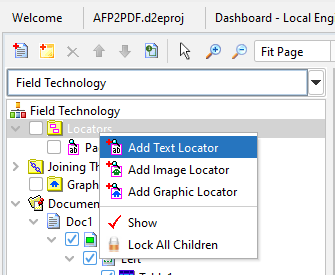 Welcome
AFP2PDF.d2eproj
Dashboard - Local Eng
Fit Page
Field Technology
Field Technology
Locators
Pa
Add Text Locator
Joining Th
Add Image Locator
Graph
Add Graphic Locator
Documen
Doc1
Show
Lock All Children
Left